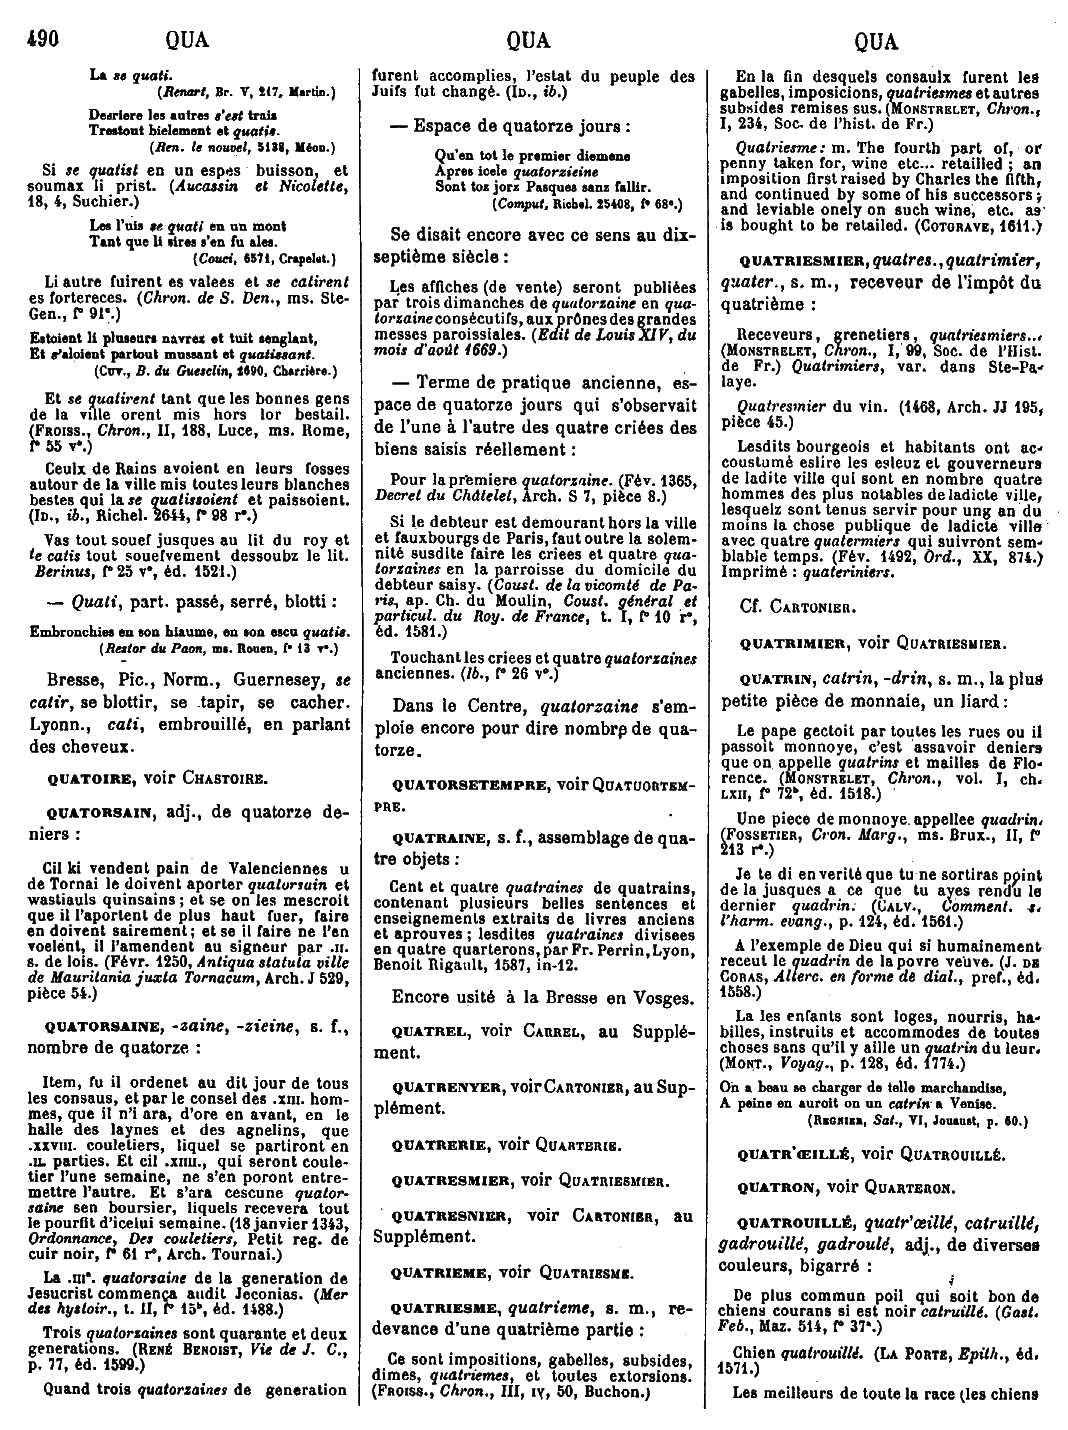 490 QUA QUA QUA
La se quati.
(Renart, Br. V, 217, Martin.)
Desriere les autres s'est trais
Trestout bielement et quatis.
(Ren. le nouvel, 5138, Méon.)
Si se quatist en un espes buisson, et
soumax li prist. (Aucassin et Nicolette,
18, 4, Suchier.)
Les l'uis se quati en un mont
Tant que li sires s'en fu ales.
(Couci, 6571, Crapelet.)
Li autre fuirent es valees et se catirent
es fortereces. (Chron. de S. Den., ms. Ste-
Gen., f° 91ª.)
Estoient li pluseurs navrez et tuit senglant,
Et s'aloient partout mussant et quatissant.
(Cuv., B. du Guesclin, 1690, Charrière.)
Et se quatirent tant que les bonnes gens
de la ville orent mis hors lor bestail.
(Froiss., Chron., II, 188, Luce, ms. Rome,
f° 55 v°.)
Ceulx de Rains avoient en leurs fosses
autour de la ville mis toutes leurs blanches
bestes qui la se quatissoient et paissoient.
(Id., ib., Richel. 2644, f° 98 r°.)
Vas tout souef jusques au lit du roy et
te catis tout souefvement dessoubz le lit.
Berinus, f° 25 v°, éd. 1521.)
— Quati, part. passé, serré, blotti :
Embronchies en son hiaume, en son escu quatis.
(Restor du Paon, ms. Rouen, f° 13 v°.)
Bresse, Pic., Norm., Guernesey, se
catir, se blottir, se tapir, se cacher.
Lyonn., cati, embrouillé, en parlant
des cheveux.
QUATOIRE, voir Chastoire.
QUATORSAIN, adj., de quatorze de-
niers :
Cil ki vendent pain de Valenciennes u
de Tornai le doivent aporter quatorsain et
wastiauls quinsains ; et se on les mescroit
que il l'aportent de plus haut fuer, faire
en doivent sairement ; et se il faire ne l'en
voelent, il l'amendent au signeur par .II.
s. de lois. (Févr. 1250, Antiqua statuta ville
de Mauritania juxta Tornacum, Arch. J 529,
pièce 54.)
QUATORSAINE, -zaine, -zieine, s. f.,
nombre de quatorze :
Item, fu il ordenet au dit jour de tous
les consaus, et par le consel des .XIII. hom-
mes, que il n'i ara, d'ore en avant, en le
halle des laynes et des agnelins, que
.XXVIII. couletiers, liquel se partiront en
.II. parties. Et cil .XIIII., qui seront coule-
tier l'une semaine, ne s'en poront entre-
mettre l'autre. Et s'ara cescune quator-
saine sen boursier, liquels recevera tout
le pourfit d'icelui semaine. (18 janvier 1343,
Ordonnance, Des couletiers, Petit reg. de
cuir noir, f° 61 r°, Arch. Tournai.)
La .III°. quatorsaine de la generation de
Jesucrist commença audit Jeconias. (Mer
des hystoir., t. II, f° 15ᵇ, éd. 1488.)
Trois quatorzaines sont quarante et deux
generations. (René Benoist, Vie de J. C.,
p. 77, éd. 1599.)
Quand trois quatorzaines de generation
furent accomplies, l'estat du peuple des
Juifs fut changé. (Id., ib.)
— Espace de quatorze jours :
Qu'en tot le premier diemene
Apres icele quatorzieine
Sont toz jorz Pasques sanz fallir.
(Comput, Richel. 25408, f° 68ª.)
Se disait encore avec ce sens au dix-
septième siècle :
Les affiches (de vente) seront publiées
par trois dimanches de quatorzaine en qua-
torzaine consécutifs, aux prônes des grandes
messes paroissiales. (Edit de Louis XIV, du
mois d'août 1669.)
— Terme de pratique ancienne, es-
pace de quatorze jours qui s'observait
de l'une à l'autre des quatre criées des
biens saisis réellement :
Pour la premiere quatorzaine. (Fév. 1365,
Decret du Châtelet, Arch. S 7, pièce 8.)
Si le debteur est demourant hors la ville
et fauxbourgs de Paris, faut outre la solem-
nité susdite faire les criees et quatre qua-
torzaines en la parroisse du domicile du
debteur saisy. (Coust. de la vicomté de Pa-
ris, ap. Ch. du Moulin, Coust. général et
particul. du Roy. de France, t. I, f° 10 r°,
éd. 1581.)
Touchant les criees et quatre quatorzaines
anciennes. (Ib., f° 26 v°.)
Dans le Centre, quatorzaine s'em-
ploie encore pour dire nombre de qua-
torze.
QUATORSETEMPRE, voir Quatuortem-
pre.
QUATRAINE, s. f., assemblage de qua-
tre objets :
Cent et quatre quatraines de quatrains,
contenant plusieurs belles sentences et
enseignements extraits de livres anciens
et aprouves ; lesdites quatraines divisees
en quatre quarterons, par Fr. Perrin, Lyon,
Benoit Rigault, 1587, in-12.
Encore usité à la Bresse en Vosges.
QUATREL, voir Carrel, au Supplé-
ment.
QUATRENYER, voir Cartonier, au Sup-
plément.
QUATRERIE, voir Quarterie.
QUATRESMIER, voir Quatriesmier.
QUATRESNIER, voir Cartonier, au
Supplément.
QUATRIEME, voir Quatriesme.
QUATRIESME, quatrieme, s. m., re-
devance d'une quatrième partie :
Ce sont impositions, gabelles, subsides,
dimes, quatriemes, et toutes extorsions.
(Froiss., Chron., III, IV, 50, Buchon.)
En la fin desquels consaulx furent les
gabelles, imposicions, quatriesmes et autres
subsides remises sus. (Monstrelet, Chron.,
I, 234, Soc. de l'hist. de Fr.)
Quatriesme : m. The fourth part of, or
penny taken for, wine etc... retailled ; an
imposition first raised by Charles the fifth,
and continued by some of his successors ;
and leviable onely on such wine, etc. as
is bought to be retailed. (Cotgrave, 1611.)
QUATRIESMIER, quatres., quatrimier,
quater., s. m., receveur de l'impôt du
quatrième :
Receveurs, grenetiers, quatriesmiers...
(Monstrelet, Chron., I, 99, Soc. de l'Hist.
de Fr.) Quatrimiers, var. dans Ste-Pa-
laye.
Quatresmier du vin. (1468, Arch. JJ 195,
pièce 45.)
Lesdits bourgeois et habitants ont ac-
coustumé eslire les esleuz et gouverneurs
de ladite ville qui sont en nombre quatre
hommes des plus notables de ladicte ville,
lesquelz sont tenus servir pour ung an du
moins la chose publique de ladicte ville
avec quatre quatermiers qui suivront sem-
blable temps. (Fév. 1492, Ord., XX, 874.)
Imprimé : quateriniers.
Cf. Cartonier.
QUATRIMIER, voir Quatriesmier.
QUATRIN, catrin, -drin, s. m., la plus
petite pièce de monnaie, un liard :
Le pape gectoit par toutes les rues ou il
passoit monnoye, c'est assavoir deniers
que on appelle quatrins et mailles de Flo-
rence. (Monstrelet, Chron., vol. I, ch.
LXII, f° 72ᵇ, éd. 1518.)
Une piece de monnoye appellee quadrin.
(Fossetier, Cron. Marg., ms. Brux., II, f°
213 r°.)
Je te di en verité que tu ne sortiras point
de la jusques a ce que tu ayes rendu le
dernier quadrin. (Calv., Comment. s.
l'harm. evang., p. 124, éd. 1561.)
A l'exemple de Dieu qui si humainement
receut le quadrin de la povre veuve. (J. de
Coras, Alterc. en forme de dial., pref., éd.
1558.)
La les enfants sont loges, nourris, ha-
billes, instruits et accommodes de toutes
choses sans qu'il y aille un quatrin du leur.
(Mont., Voyag., p. 128, éd. 1774.)
On a beau se charger de telle marchandise,
A peine en auroit on un catrin a Venise.
(Regnier, Sat., VI, Jouaust, p. 60.)
QUATR'ŒILLÉ, voir Quatrouillé.
QUATRON, voir Quarteron.
QUATROUILLÉ, quatr'œillé, catruillé,
gadrouillé, gadroulé, adj., de diverses
couleurs, bigarré :
De plus commun poil qui soit bon de
chiens courans si est noir catruillé. (Gast.
Feb., Maz. 514, f° 37ª.)
Chien quatrouillé. (La Porte, Epith., éd.
1571.)
Les meilleurs de toute la race (les chiens